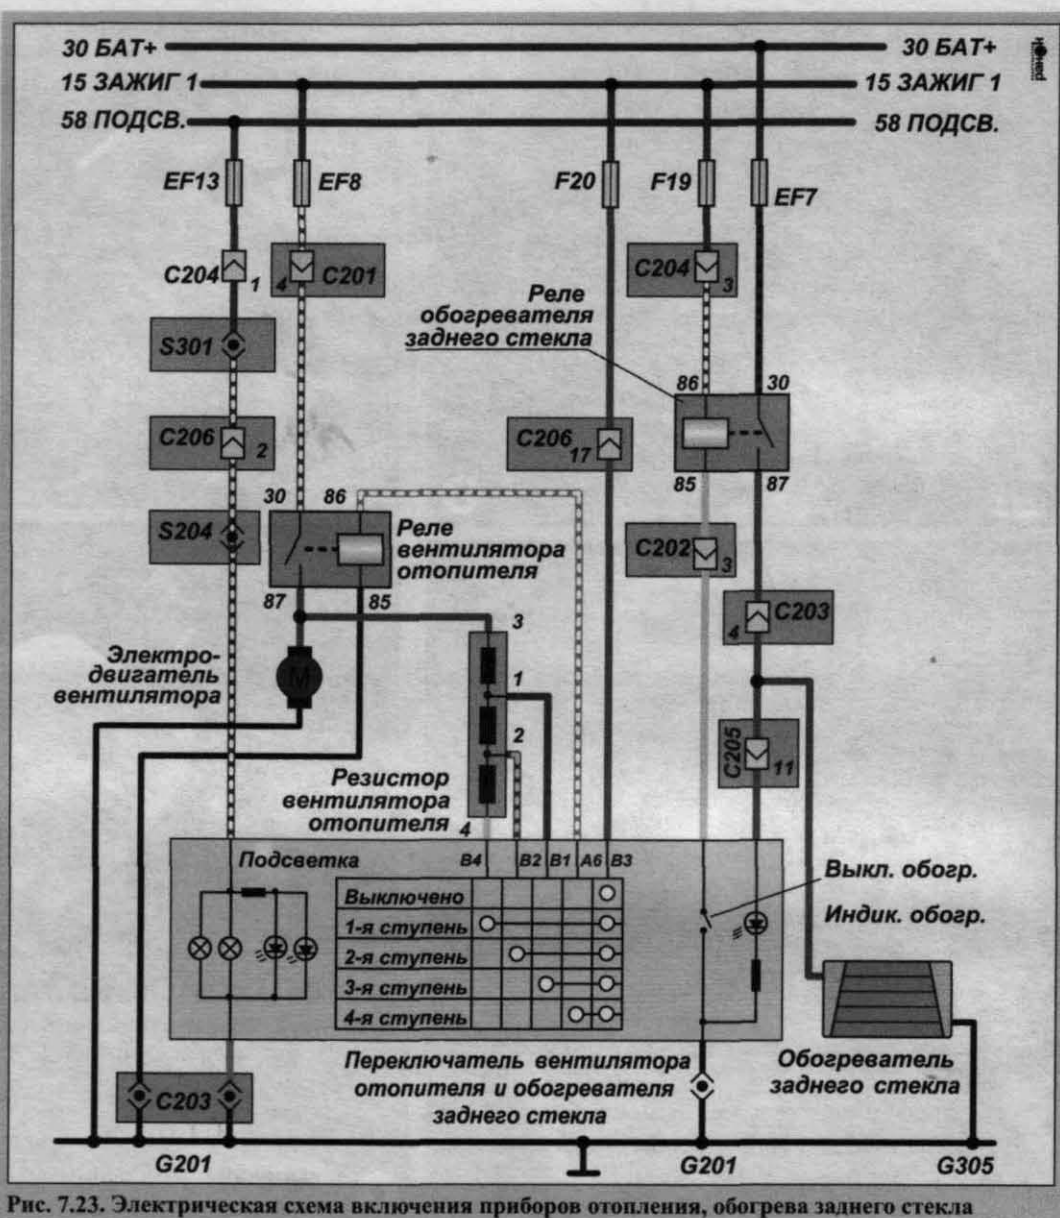 30 БАТ+
30 БАТ+
15 ЗАЖИГ 1
15 ЗАЖИГ 1
58 ПОДСВ.
58 ПОДСВ.
EF13
EF8
F20
F19
EF7
C204
1
4
C201
C204
3
Реле
обогревателя
заднего стекла
S301
86
30
C206
2
C206
17
85
87
S204
30
86
Реле
вентилятора
отопителя
C202
3
87
85
4
C203
3
Электро-
двигатель
вентилятора
M
1
2
C205
11
Резистор
вентилятора
отопителя
4
Подсветка
B4
B2
B1
A6
B3
Выкл. обогр.
Выключено
1-я ступень
Индик. обогр.
2-я ступень
3-я ступень
4-я ступень
Переключатель вентилятора
отопителя и обогревателя
заднего стекла
Обогреватель
заднего стекла
C203
G201
G201
G305
Рис. 7.23. Электрическая схема включения приборов отопления, обогрева заднего стекла